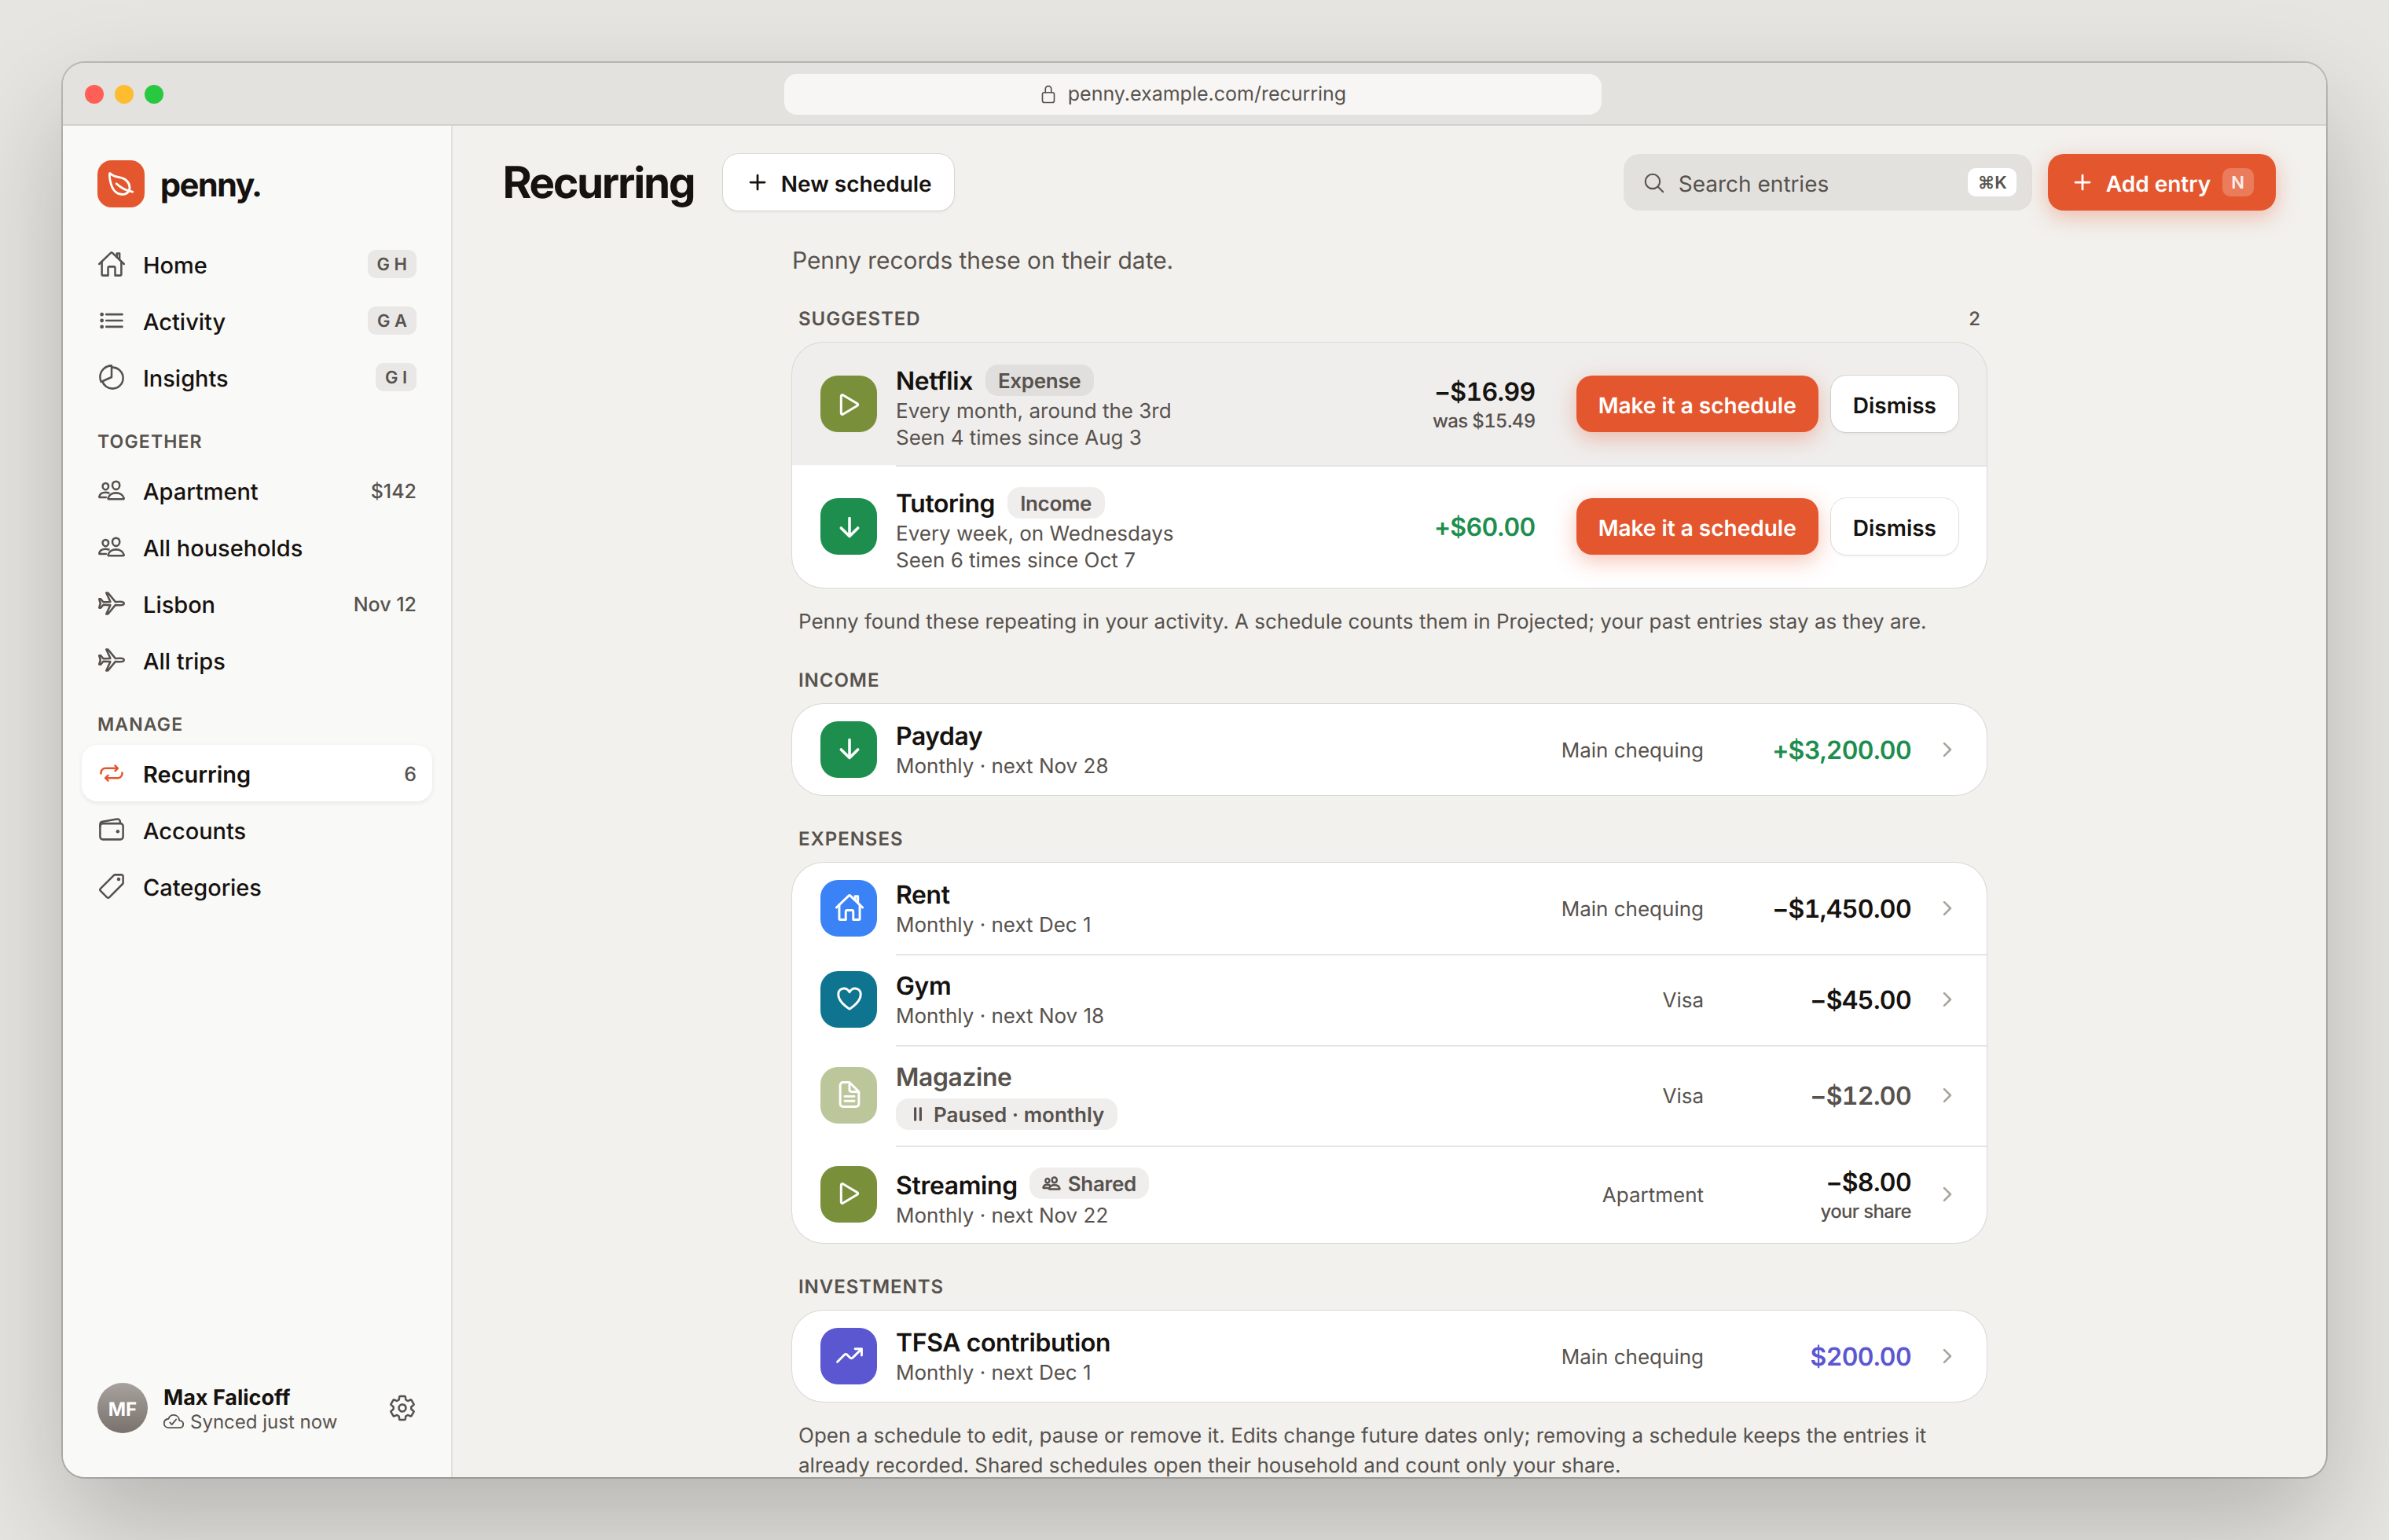 penny.example.com/recurring
penny.
Home G H
Activity G A
Insights G I
TOGETHER
Apartment $142
All households
Lisbon Nov 12
All trips
MANAGE
Recurring 6
Accounts
Categories
MF
Max Falicoff
Synced just now
Recurring
New schedule
Search entries ⌘K
Add entry N
Penny records these on their date.
SUGGESTED 2
Netflix Expense
Every month, around the 3rd
Seen 4 times since Aug 3
−$16.99
was $15.49
Make it a schedule
Dismiss
Tutoring Income
Every week, on Wednesdays
Seen 6 times since Oct 7
+$60.00
Make it a schedule
Dismiss
Penny found these repeating in your activity. A schedule counts them in Projected; your past entries stay as they are.
INCOME
Payday
Monthly · next Nov 28
Main chequing
+$3,200.00
EXPENSES
Rent
Monthly · next Dec 1
Main chequing
−$1,450.00
Gym
Monthly · next Nov 18
Visa
−$45.00
Magazine
Paused · monthly
Visa
−$12.00
Streaming Shared
Monthly · next Nov 22
Apartment
−$8.00
your share
INVESTMENTS
TFSA contribution
Monthly · next Dec 1
Main chequing
$200.00
Open a schedule to edit, pause or remove it. Edits change future dates only; removing a schedule keeps the entries it
already recorded. Shared schedules open their household and count only your share.